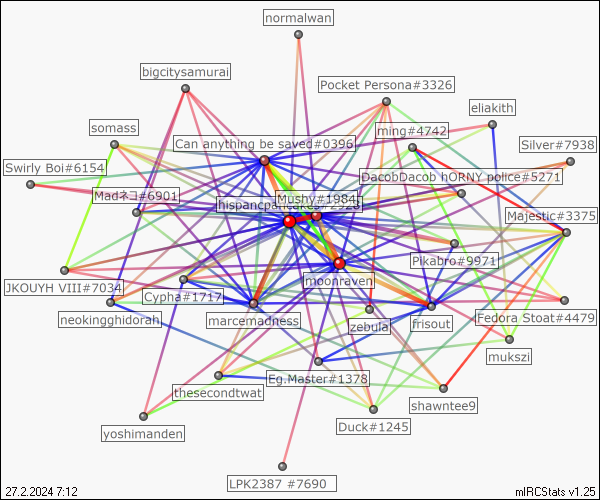 normalwan
bigcitysamurai
Pocket Persona#3326
eliakith
somass
ming#4742
Can anything be saved#0396
Silver#7938
Swirly Boi#6154
DacobDacob hORNY police#5271
Madネコ#6901
Mushy#1984
hispancpancakes#2928
Majestic#3375
Pikabro#9971
JKOUYH VIII#7034
Cypha#1717
moonraven
neokingghidorah
marcemadness
zebula
frisout
Fedora Stoat#4479
mukszi
Eg.Master#1378
thesecondtwat
shawntee9
Duck#1245
yoshimanden
LPK2387 #7690
27.2.2024 7:12
mIRCStats v1.25